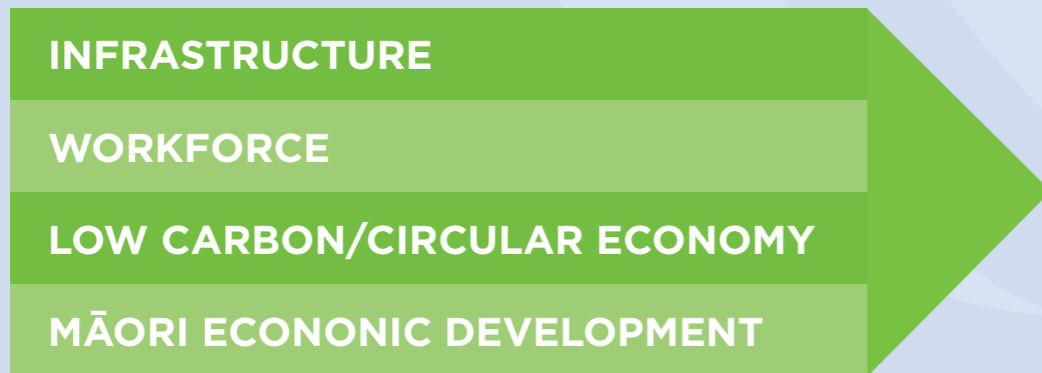 INFRASTRUCTURE
WORKFORCE
LOW CARBON/CIRCULAR ECONOMY
MĀORI ECONONIC DEVELOPMENT